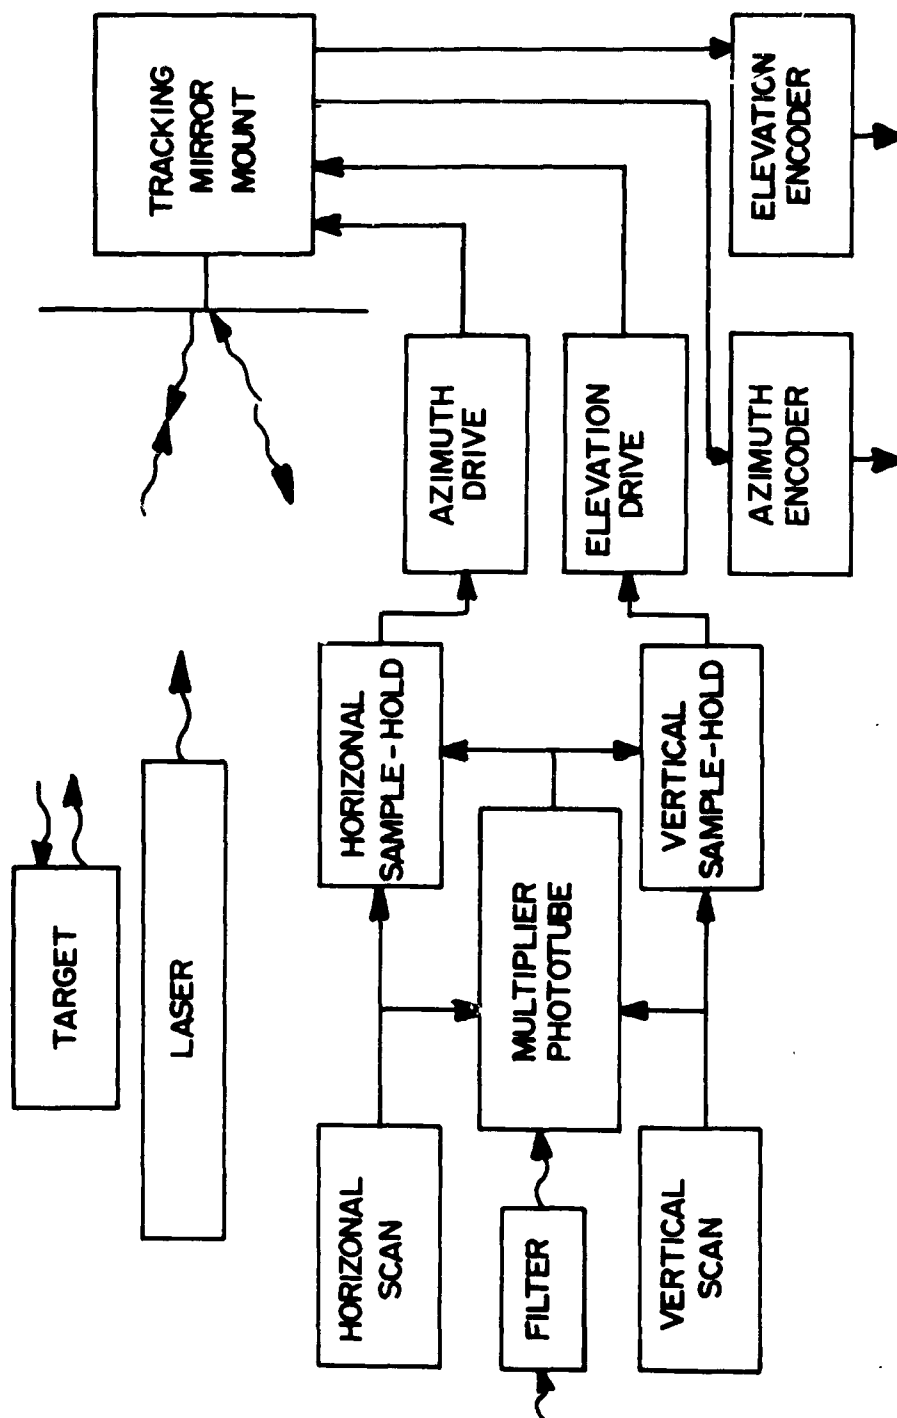 TARGET
LASER
HORIZONAL
SCAN
FILTER
VERTICAL
SCAN
MULTIPLIER
PHOTOTUBE
HORIZONAL
SAMPLE-HOLD
VERTICAL
SAMPLE-HOLD
AZIMUTH
DRIVE
ELEVATION
DRIVE
TRACKING
MIRROR
MOUNT
AZIMUTH
ENCODER
ELEVATION
ENCODER